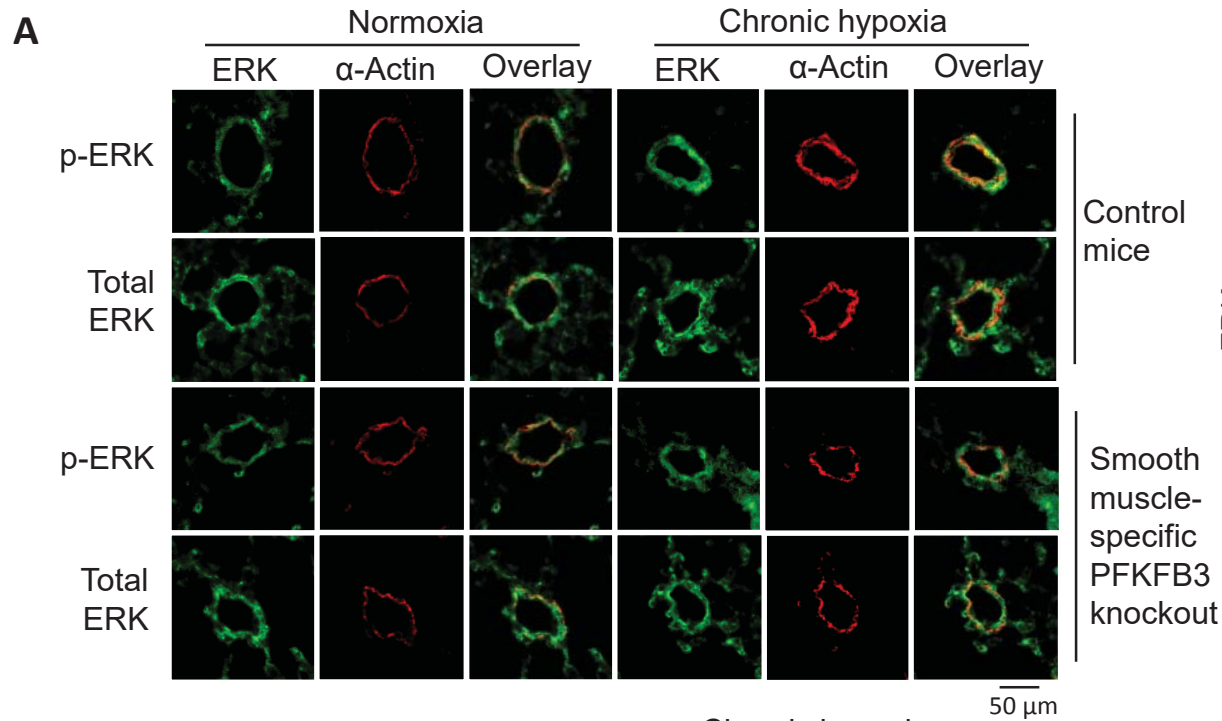 A
Normoxia
Chronic hypoxia
ERK α-Actin Overlay ERK α-Actin Overlay
p-ERK
Total
ERK
Control
mice
p-ERK
Total
ERK
Smooth
muscle-
specific
PFKFB3
knockout
50 μm